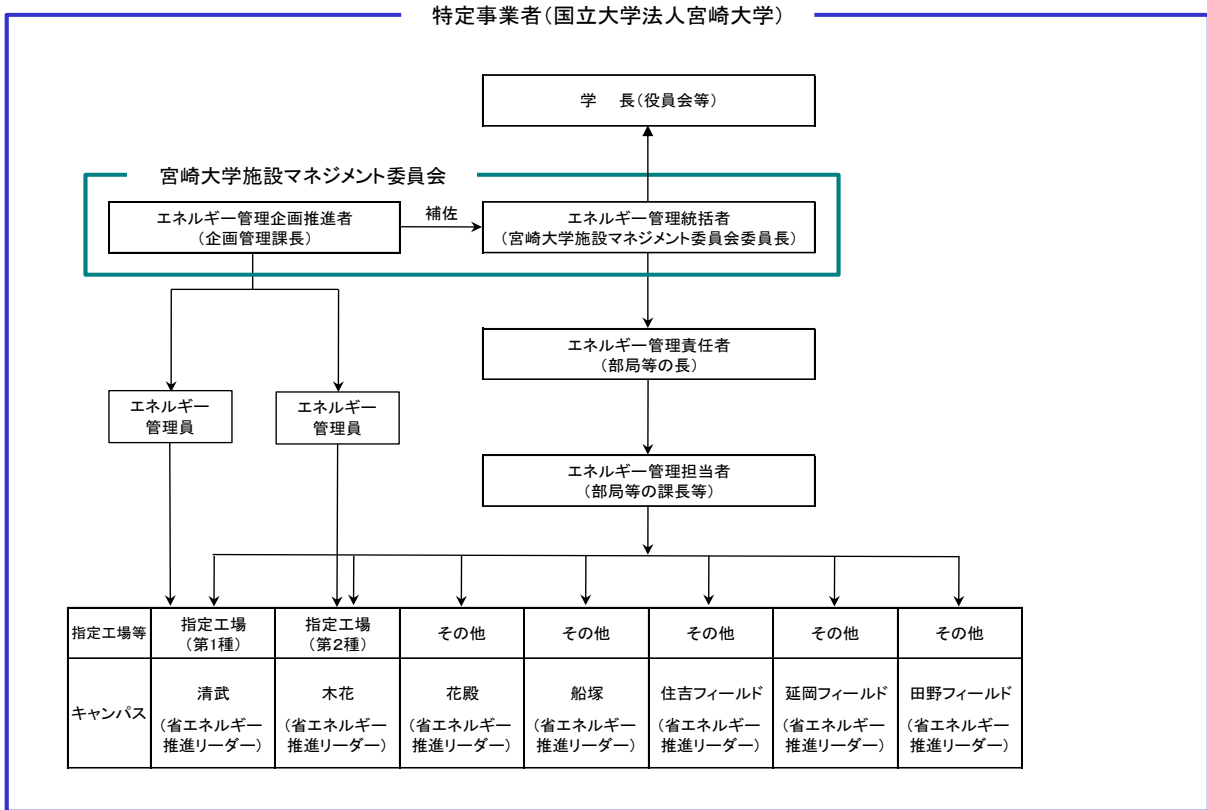 特定事業者(国立大学法人宮崎大学)
学　長(役員会等)
宮崎大学施設マネジメント委員会
エネルギー管理企画推進者
(企画管理課長)
補佐
エネルギー管理統括者
(宮崎大学施設マネジメント委員会委員長)
エネルギー管理責任者
(部局等の長)
エネルギー
管理員
エネルギー
管理員
エネルギー管理担当者
(部局等の課長等)
指定工場等
指定工場
(第1種)
指定工場
(第2種)
その他
その他
その他
その他
その他
キャンパス
清武
(省エネルギー
推進リーダー)
木花
(省エネルギー
推進リーダー)
花殿
(省エネルギー
推進リーダー)
船塚
(省エネルギー
推進リーダー)
住吉フィールド
(省エネルギー
推進リーダー)
延岡フィールド
(省エネルギー
推進リーダー)
田野フィールド
(省エネルギー
推進リーダー)